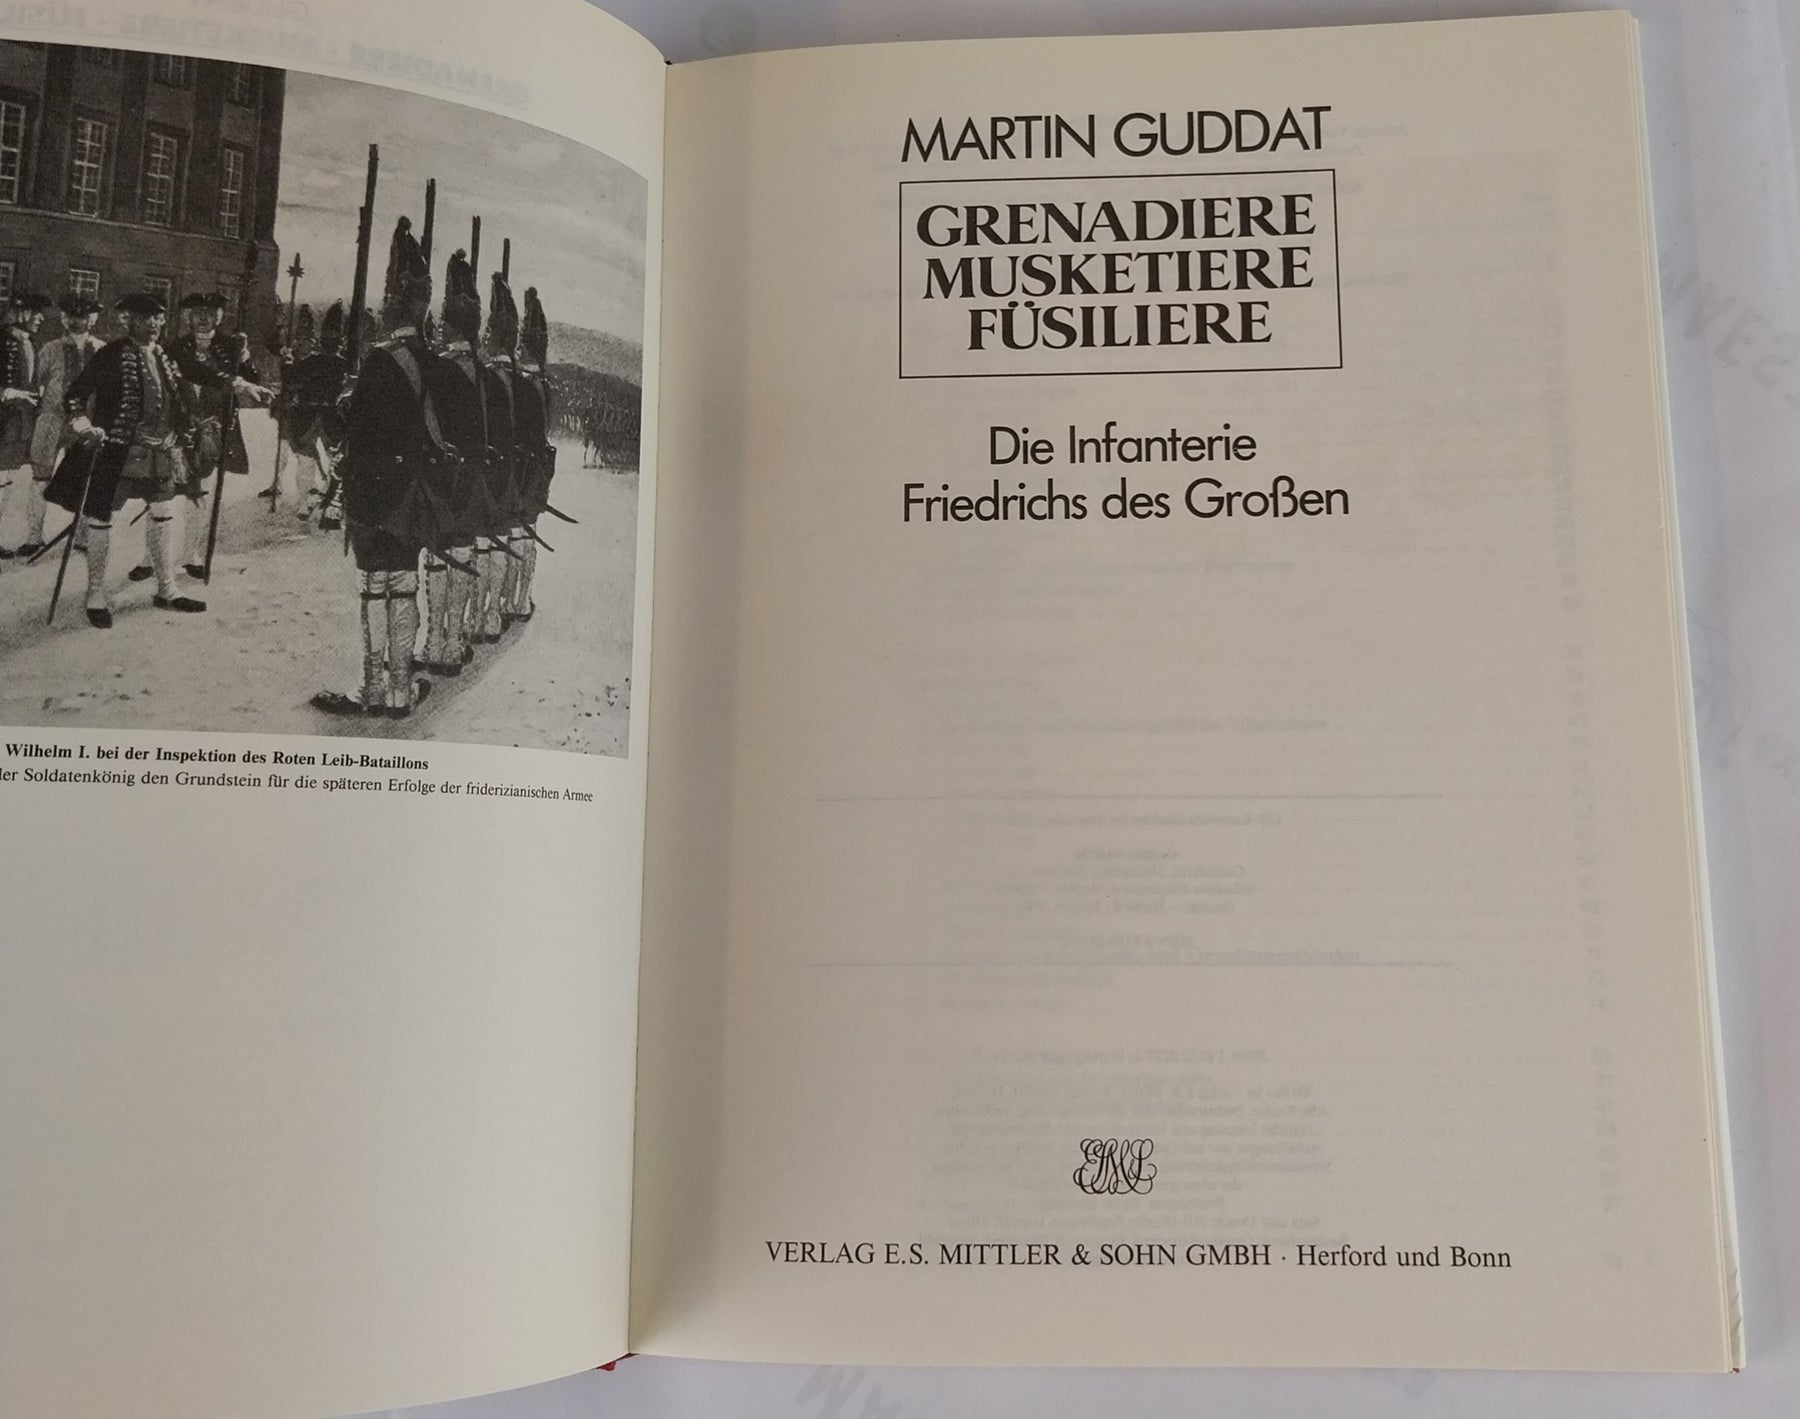 Wilhelm I. bei der Inspektion des Roten Leib-Bataillons
der Soldatenkönig den Grundstein für die späteren Erfolge der friderizianischen Armee
MARTIN GUDDAT
GRENADIERE
MUSKETIERE
FÜSILIERE
Die Infanterie
Friedrichs des Großen
VERLAG E.S. MITTLER & SOHN GMBH · Herford und Bonn